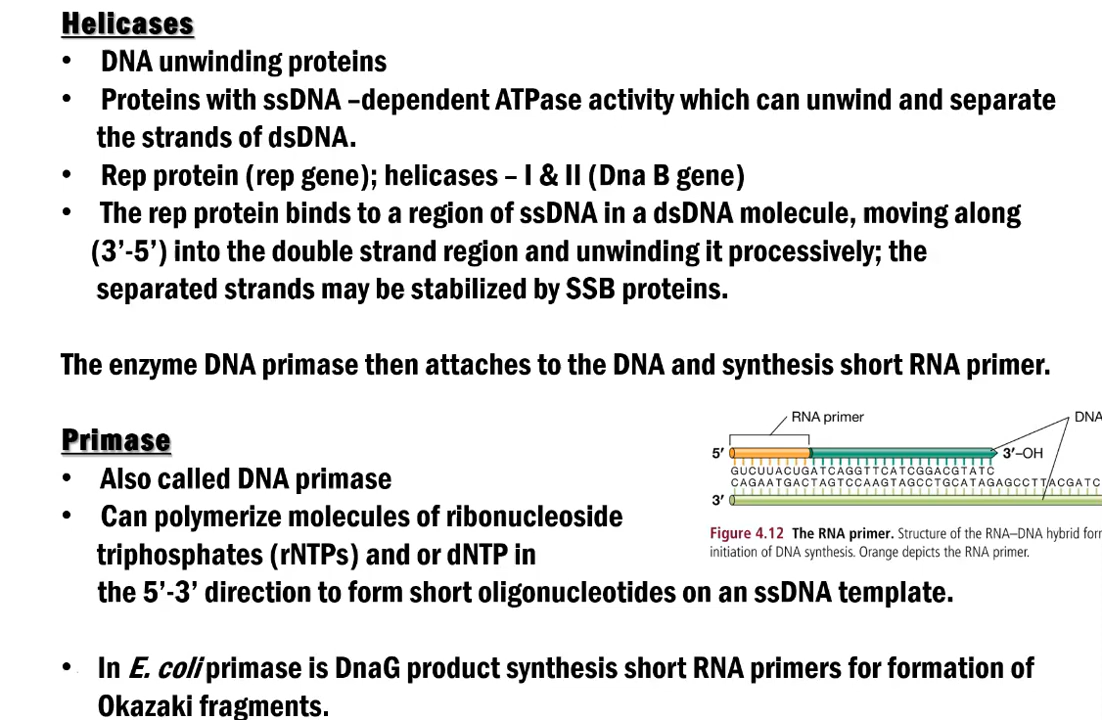 Helicases
• DNA unwinding proteins
• Proteins with ssDNA –dependent ATPase activity which can unwind and separate
the strands of dsDNA.
• Rep protein (rep gene); helicases – I & II (Dna B gene)
• The rep protein binds to a region of ssDNA in a dsDNA molecule, moving along
(3’-5’) into the double strand region and unwinding it processively; the
separated strands may be stabilized by SSB proteins.
The enzyme DNA primase then attaches to the DNA and synthesis short RNA primer.
Primase
• Also called DNA primase
• Can polymerize molecules of ribonucleoside
triphosphates (rNTPs) and or dNTP in
the 5’-3’ direction to form short oligonucleotides on an ssDNA template.
• In E. coli primase is DnaG product synthesis short RNA primers for formation of
Okazaki fragments.
RNA primer
DNA
5′
3′–OH
GUCUUACUGATCAGGTTCATCGGACGTATC
CAGAATGACTAGTCCAAGTAGCCTGCATAGAGCCTTACGATC
3′
Figure 4.12 The RNA primer. Structure of the RNA–DNA hybrid for
initiation of DNA synthesis. Orange depicts the RNA primer.